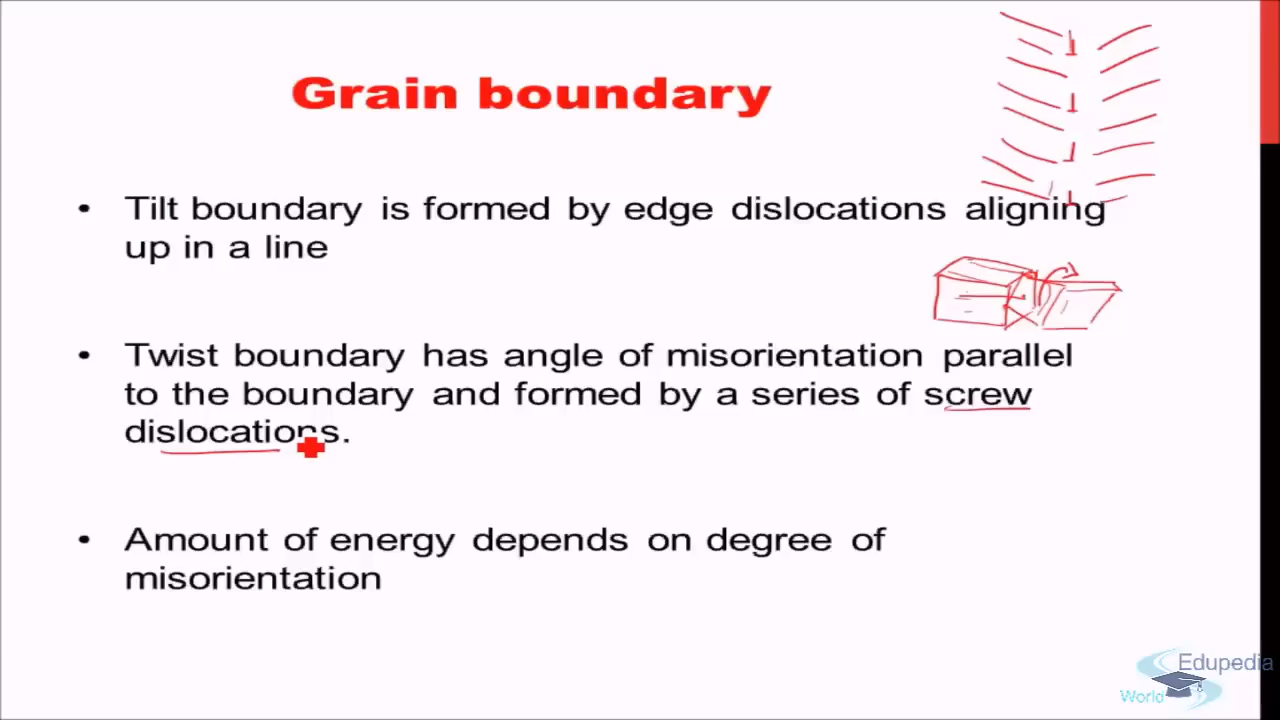 Grain boundary
• Tilt boundary is formed by edge dislocations aligning
up in a line
• Twist boundary has angle of misorientation parallel
to the boundary and formed by a series of screw
dislocations.
• Amount of energy depends on degree of
misorientation
Edupedia
World